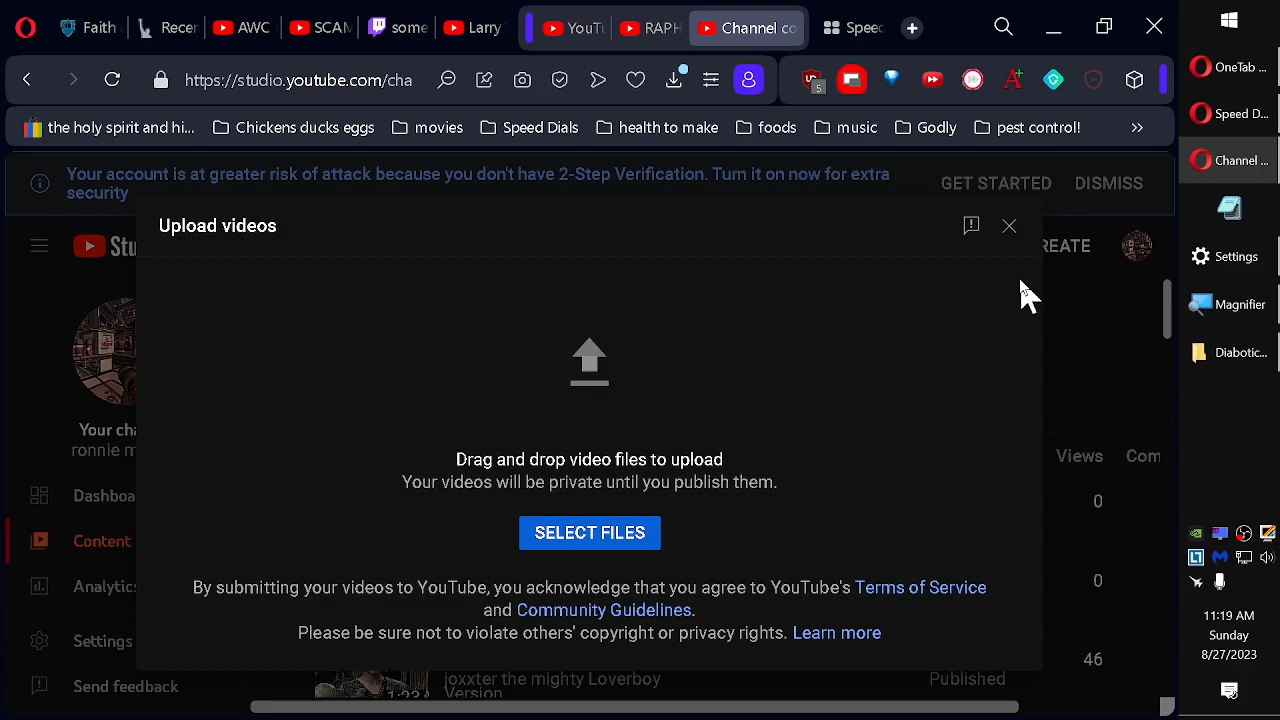 Faith
Recen
AWC
SCAM
some
Larry
YouTu
RAPH
Channel co
Speed
https://studio.youtube.com/cha
5
the holy spirit and hi...
Chickens ducks eggs
movies
Speed Dials
health to make
foods
music
Godly
pest control!
Your account is at greater risk of attack because you don't have 2-Step Verification. Turn it on now for extra
security
GET STARTED
DISMISS
Upload videos
Stu
REATE
Drag and drop video files to upload
Your videos will be private until you publish them.
SELECT FILES
By submitting your videos to YouTube, you acknowledge that you agree to YouTube's Terms of Service
and Community Guidelines.
Please be sure not to violate others' copyright or privacy rights. Learn more
Your cha
ronnie m
Dashboa
Content
Analytics
Settings
Send feedback
Views
Com
0
0
46
joxxter the mighty Loverboy
Version
Published
1:23
OneTab ...
Speed D...
Channel ...
Settings
Magnifier
Diabotic...
11:19 AM
Sunday
8/27/2023